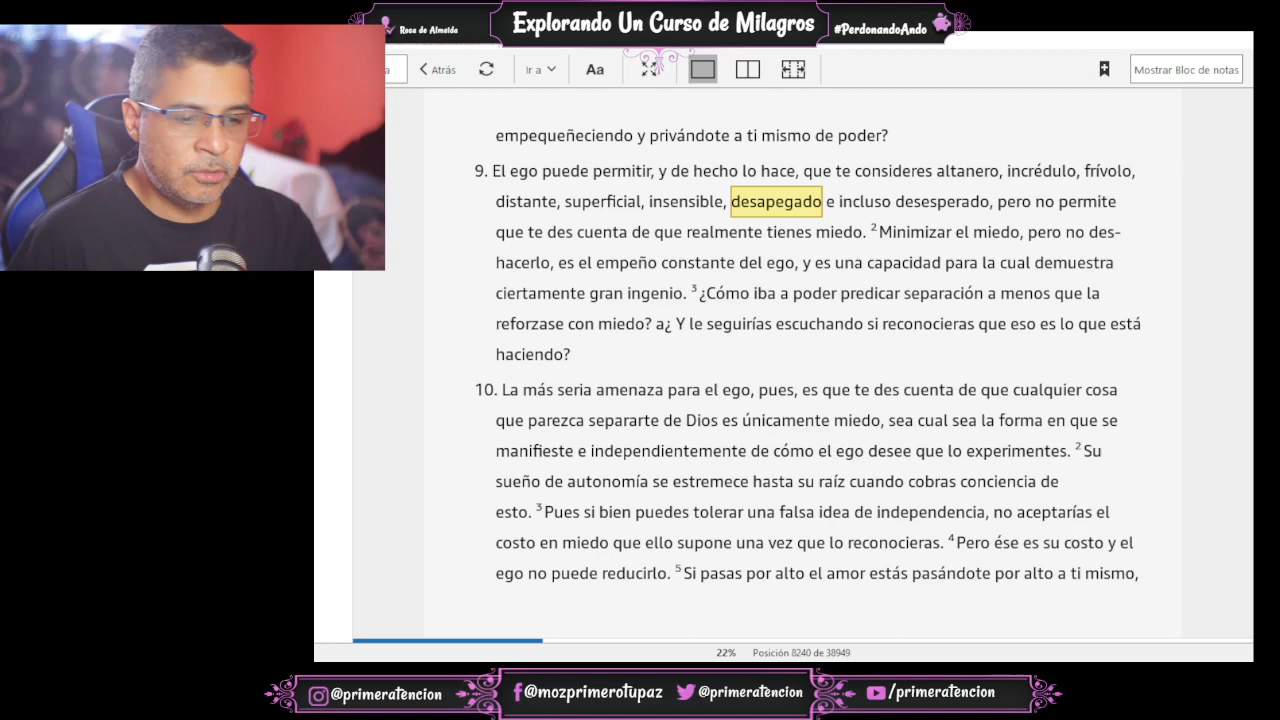 Rosa de Almeida
Explorando Un Curso de Milagros
#PerdonandoAndo
a
Atrás
Ir a
Aa
Mostrar Bloc de notas
empequeñeciendo y privándote a ti mismo de poder?
9. El ego puede permitir, y de hecho lo hace, que te consideres altanero, incrédulo, frívolo,
distante, superficial, insensible, desapegado e incluso desesperado, pero no permite
que te des cuenta de que realmente tienes miedo. ²Minimizar el miedo, pero no des-
hacerlo, es el empeño constante del ego, y es una capacidad para la cual demuestra
ciertamente gran ingenio. ³¿Cómo iba a poder predicar separación a menos que la
reforzase con miedo? a¿ Y le seguirías escuchando si reconocieras que eso es lo que está
haciendo?
10. La más seria amenaza para el ego, pues, es que te des cuenta de que cualquier cosa
que parezca separarte de Dios es únicamente miedo, sea cual sea la forma en que se
manifieste e independientemente de cómo el ego desee que lo experimentes. ²Su
sueño de autonomía se estremece hasta su raíz cuando cobras conciencia de
esto. ³Pues si bien puedes tolerar una falsa idea de independencia, no aceptarías el
costo en miedo que ello supone una vez que lo reconocieras. ⁴Pero ése es su costo y el
ego no puede reducirlo. ⁵Si pasas por alto el amor estás pasándote por alto a ti mismo,
22% Posición 8240 de 38949
@primeratencion
@mozprimerotupaz
@primeratencion
/primeratencion